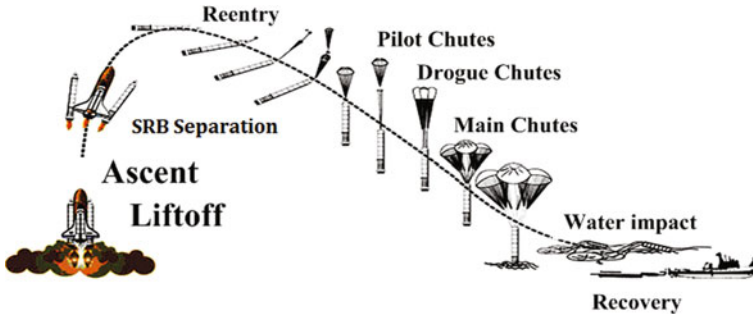 Reentry
Pilot Chutes
Drogue Chutes
SRB Separation
Main Chutes
Ascent
Liftoff
Water impact
Recovery